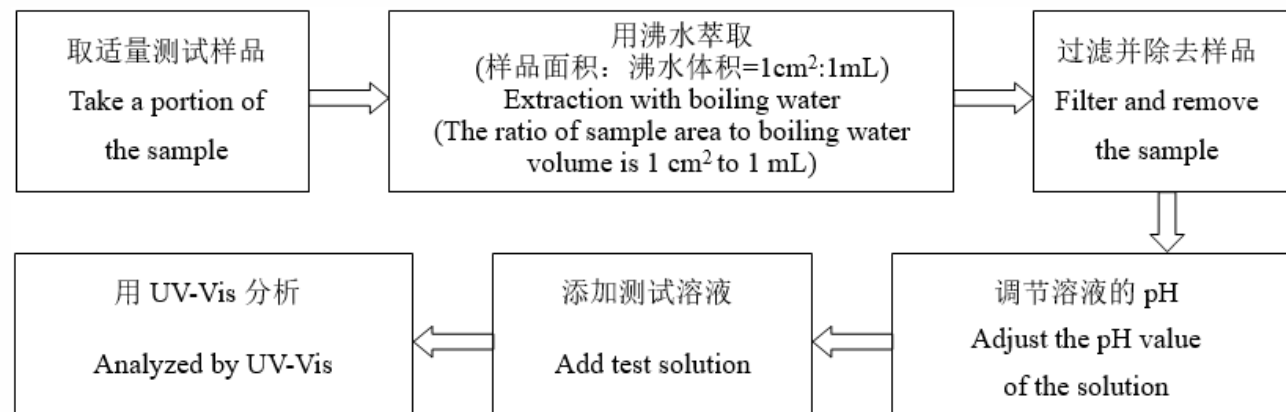 取适量测试样品
Take a portion of
the sample
用沸水萃取
(样品面积：沸水体积=1cm²:1mL)
Extraction with boiling water
(The ratio of sample area to boiling water
volume is 1 cm² to 1 mL)
过滤并除去样品
Filter and remove
the sample
调节溶液的 pH
Adjust the pH value
of the solution
添加测试溶液
Add test solution
用 UV-Vis 分析
Analyzed by UV-Vis